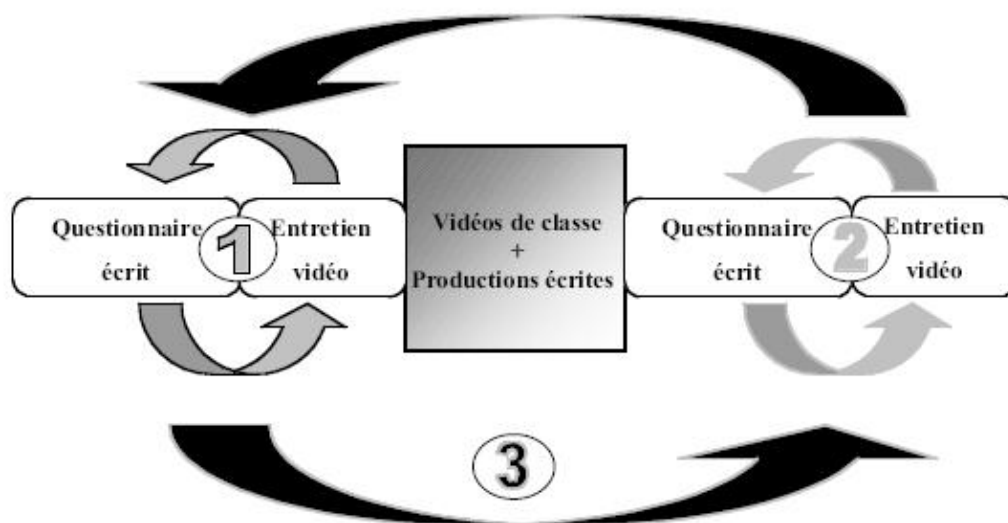 Questionnaire
écrit
1
Entretien
vidéo
Vidéos de classe
+
Productions écrites
Questionnaire
écrit
2
Entretien
vidéo
3